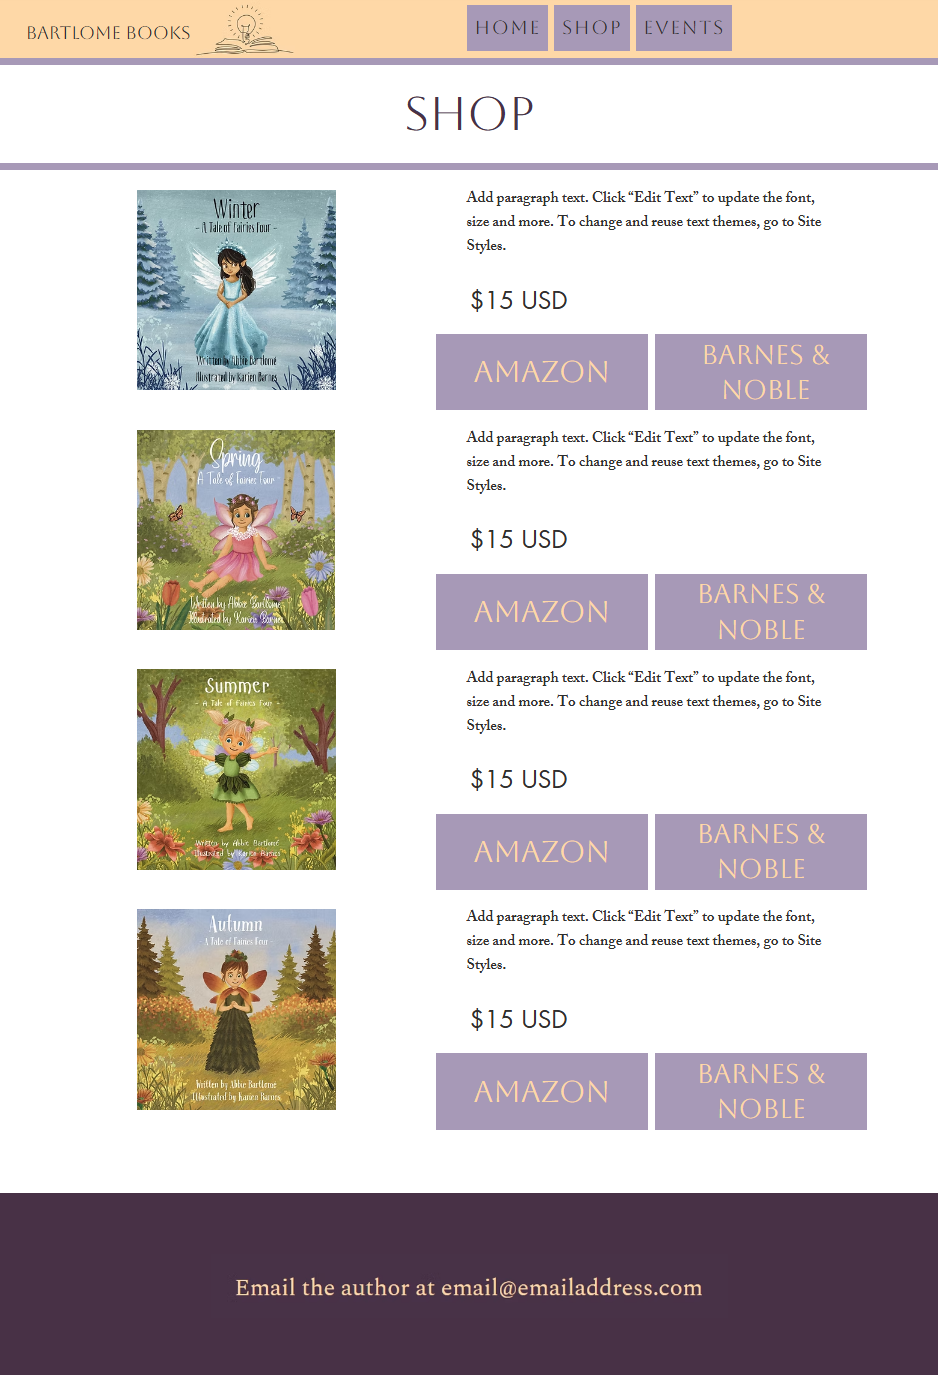 BARTLOME BOOKS
HOME SHOP EVENTS
SHOP
Winter
- A Tale of Fairies Four -
Written by Abbie Bartlomé
Illustrated by Karien Barnes
Add paragraph text. Click “Edit Text” to update the font,
size and more. To change and reuse text themes, go to Site
Styles.
$15 USD
AMAZON
BARNES &
NOBLE
Spring
- A Tale of Fairies Four -
Written by Abbie Bartlomé
Illustrated by Karien Barnes
Add paragraph text. Click “Edit Text” to update the font,
size and more. To change and reuse text themes, go to Site
Styles.
$15 USD
AMAZON
BARNES &
NOBLE
Summer
- A Tale of Fairies Four -
Written by Abbie Bartlomé
Illustrated by Karien Barnes
Add paragraph text. Click “Edit Text” to update the font,
size and more. To change and reuse text themes, go to Site
Styles.
$15 USD
AMAZON
BARNES &
NOBLE
Autumn
A Tale of Fairies Four
Written by Abbie Bartlomé
Illustrated by Karien Barnes
Add paragraph text. Click “Edit Text” to update the font,
size and more. To change and reuse text themes, go to Site
Styles.
$15 USD
AMAZON
BARNES &
NOBLE
Email the author at email@emailaddress.com